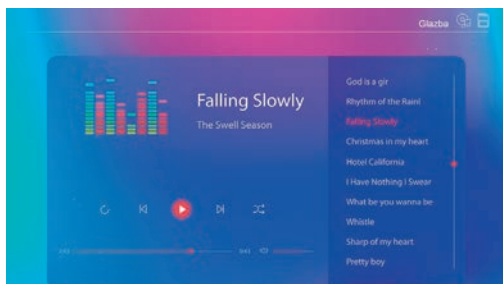 Glazba
Falling Slowly
The Swell Season
God is a gir
Rhythm of the Rainl
Falling Slowly
Christmas in my heart
Hotel California
I Have Nothing I Swear
What be you wanna be
Whistle
Sharp of my heart
Pretty boy